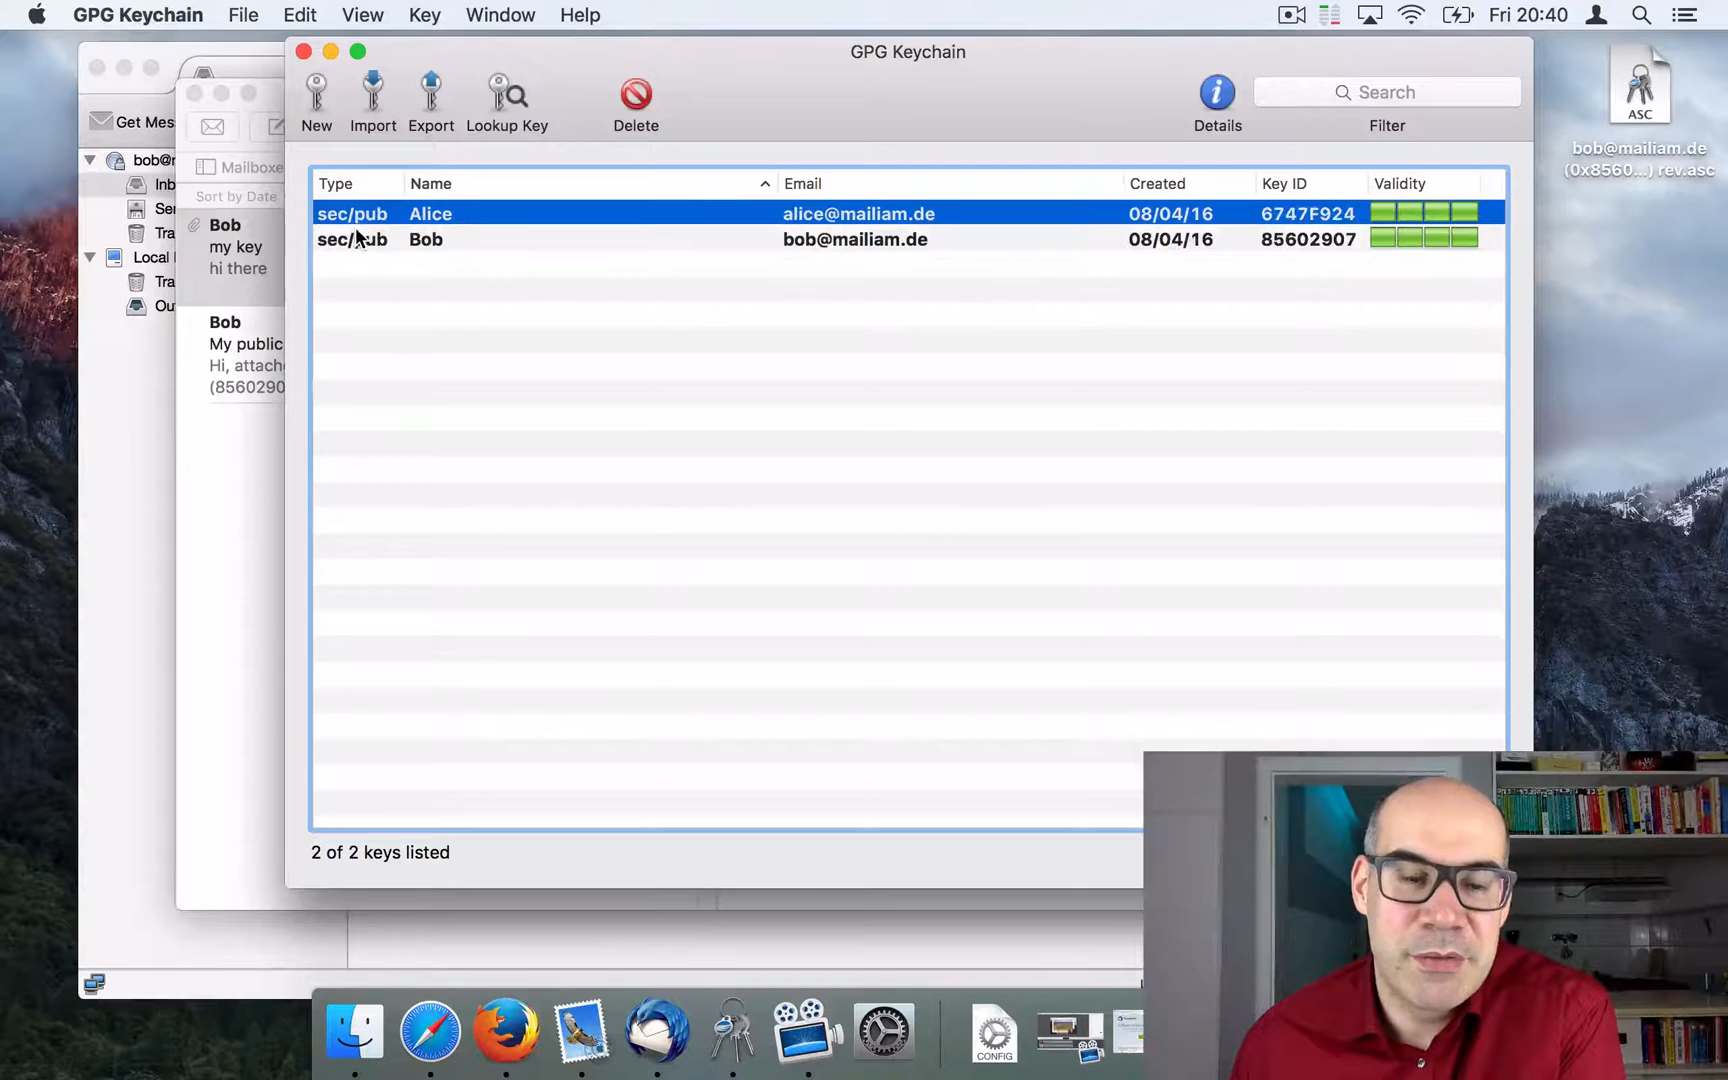 GPG Keychain File Edit View Key Window Help Fri 20:40
GPG Keychain
New Import Export Lookup Key Delete Details Search
Filter
ASC
bob@mailiam.de
(0x8560...) rev.asc
Get Mes
bob@r
Inb
Ser
Tra
Local
Tra
Ou
Mailboxe
Sort by Date
Bob
my key
hi there
Bob
My public
Hi, attache
(8560290
Type Name Email Created Key ID Validity
sec/pub Alice alice@mailiam.de 08/04/16 6747F924
sec/pub Bob bob@mailiam.de 08/04/16 85602907
2 of 2 keys listed
CONFIG